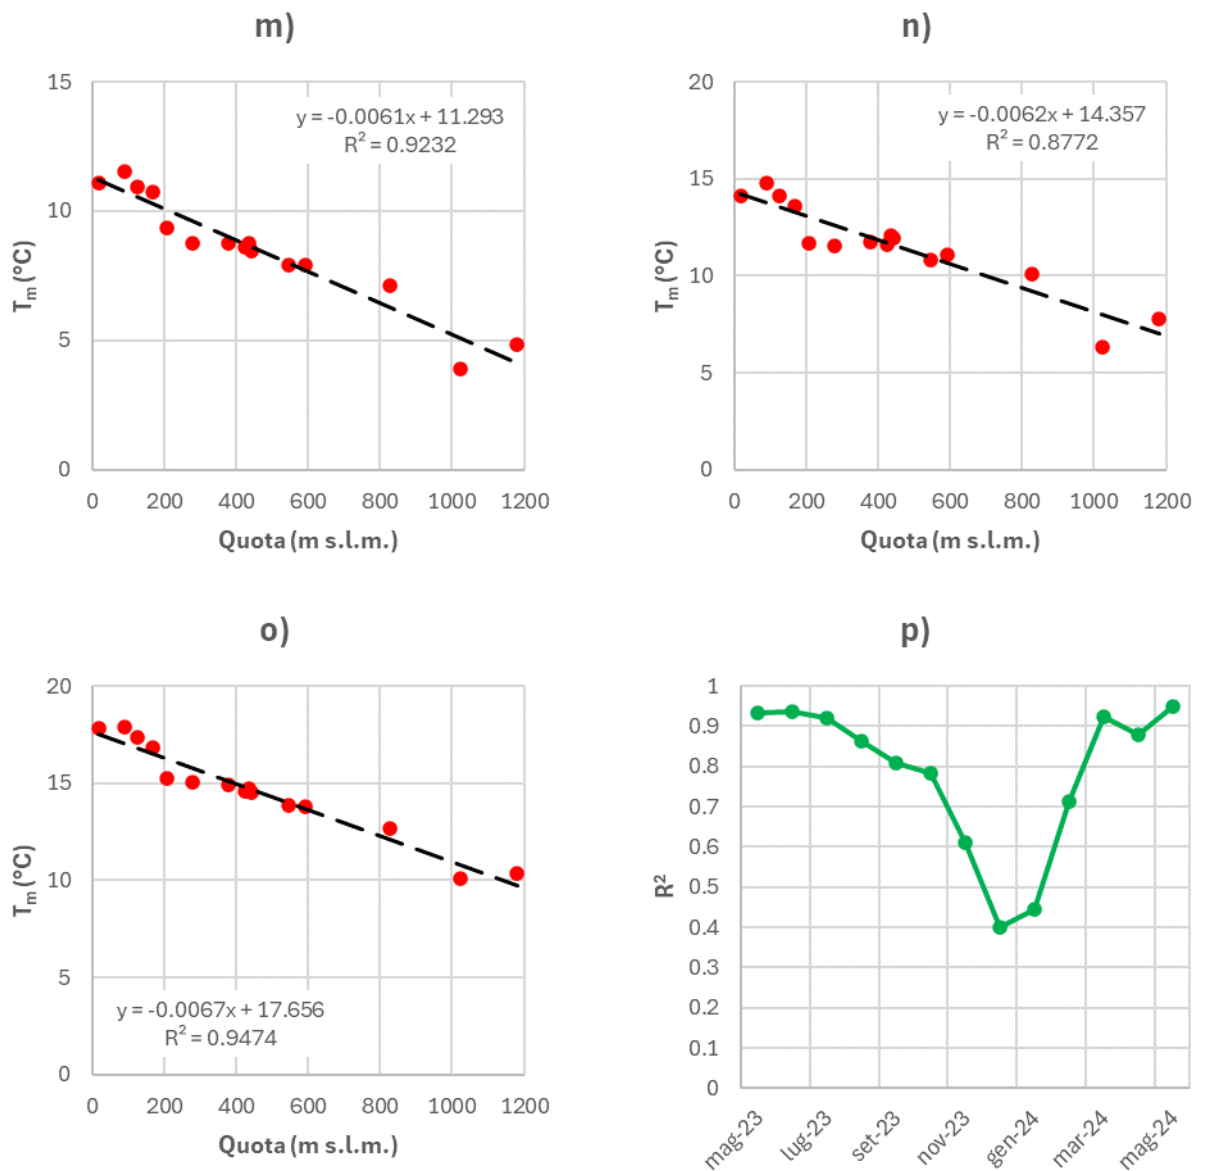 m)
15
10
5
0
y = -0.0061x + 11.293
R² = 0.9232
Tm (°C)
0 200 400 600 800 1000 1200
Quota (m s.l.m.)
n)
20
15
10
5
0
y = -0.0062x + 14.357
R² = 0.8772
Tm (°C)
0 200 400 600 800 1000 1200
Quota (m s.l.m.)
o)
20
15
10
5
0
y = -0.0067x + 17.656
R² = 0.9474
Tm (°C)
0 200 400 600 800 1000 1200
Quota (m s.l.m.)
p)
1
0.9
0.8
0.7
0.6
0.5
0.4
0.3
0.2
0.1
0
R²
mag-23 lug-23 set-23 nov-23 gen-24 mar-24 mag-24